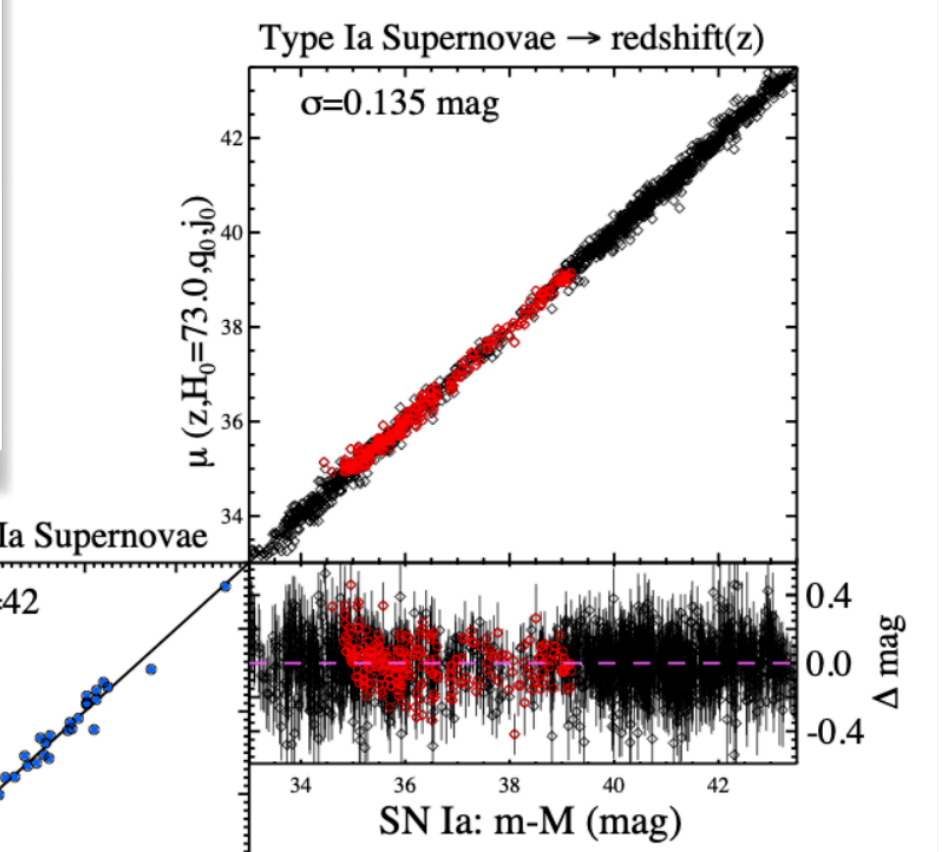 Type Ia Supernovae → redshift(z)
σ=0.135 mag
42
40
38
36
34
μ (z,H₀=73.0,q₀,j₀)
Ia Supernovae
42
0.4
0.0
-0.4
Δ mag
34 36 38 40 42
SN Ia: m-M (mag)